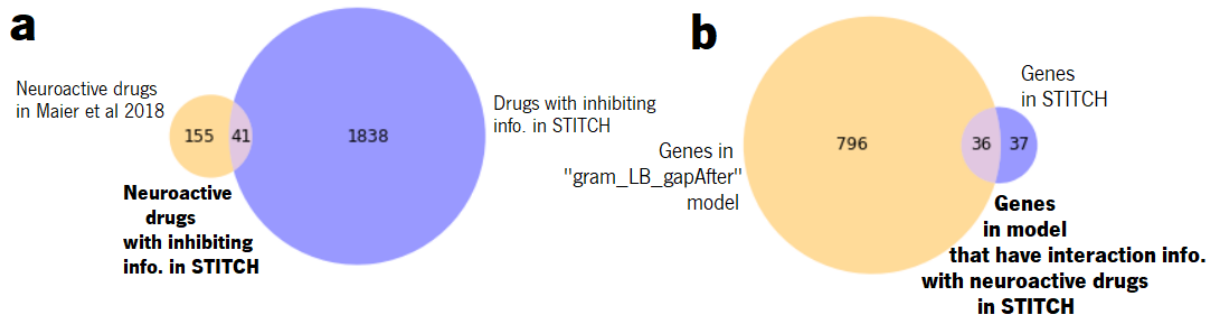 a
Neuroactive drugs
in Maier et al 2018
155
41
1838
Drugs with inhibiting
info. in STITCH
Neuroactive
drugs
with inhibiting
info. in STITCH
b
Genes
in STITCH
796
36
37
Genes in
"gram_LB_gapAfter"
model
Genes
in model
that have interaction info.
with neuroactive drugs
in STITCH